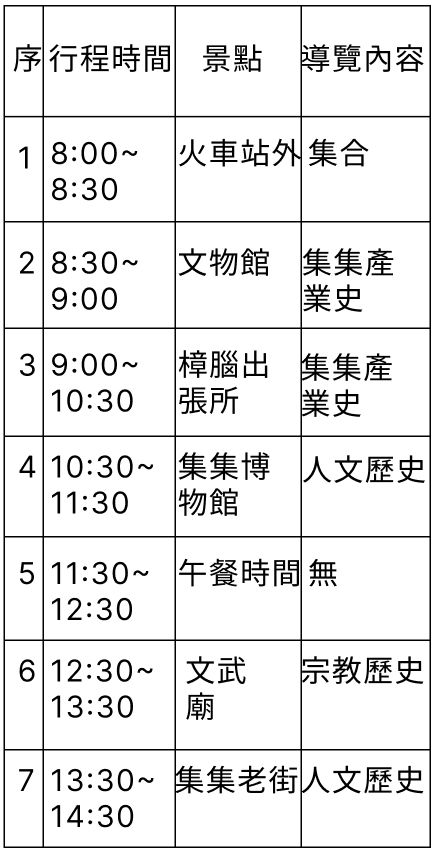 序 行程時間 景點 導覽內容
1 8:00~ 火車站外 集合
8:30
2 8:30~ 文物館 集集產
9:00 業史
3 9:00~ 樟腦出 集集產
10:30 張所 業史
4 10:30~ 集集博 人文歷史
11:30 物館
5 11:30~ 午餐時間 無
12:30
6 12:30~ 文武 宗教歷史
13:30 廟
7 13:30~ 集集老街 人文歷史
14:30